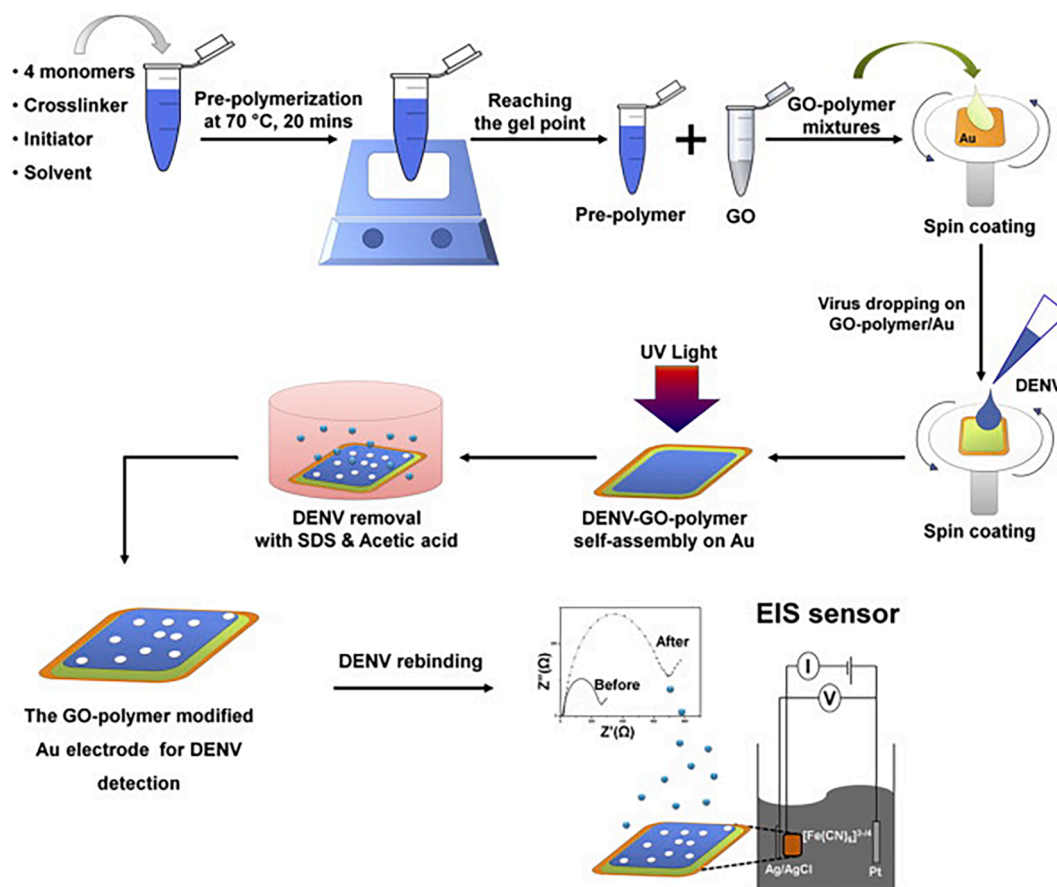 • 4 monomers
• Crosslinker
• Initiator
• Solvent
Pre-polymerization
at 70 °C, 20 mins
Reaching
the gel point
Pre-polymer
GO
GO-polymer
mixtures
Au
Spin coating
Virus dropping on
GO-polymer/Au
DENV
Spin coating
UV Light
DENV-GO-polymer
self-assembly on Au
DENV removal
with SDS & Acetic acid
The GO-polymer modified
Au electrode for DENV
detection
DENV rebinding
Z''(Ω)
After
Before
Z'(Ω)
EIS sensor
I
V
[Fe(CN)₆]³⁻/⁴
Ag/AgCl
Pt